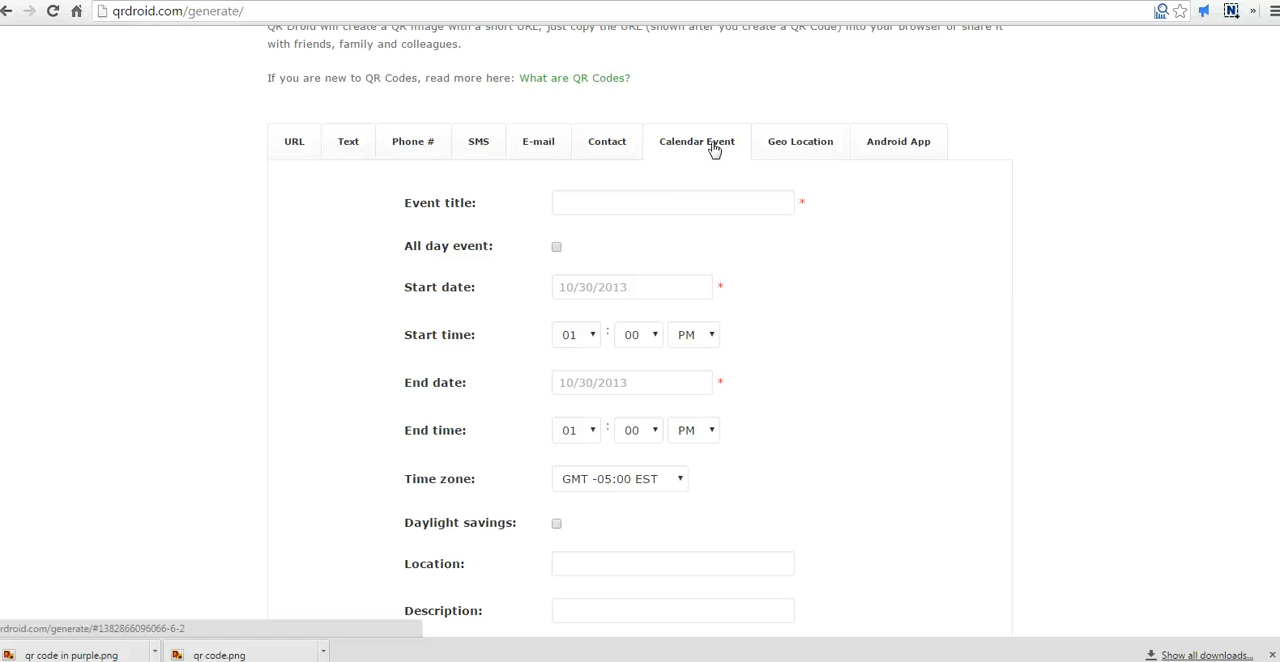 qrdroid.com/generate/
QR Droid will create a QR image with a short URL, just copy the URL (shown after you create a QR Code) into your browser or share it
with friends, family and colleagues.
If you are new to QR Codes, read more here: What are QR Codes?
URL Text Phone # SMS E-mail Contact Calendar Event Geo Location Android App
Event title: *
All day event:
Start date: 10/30/2013 *
Start time: 01 : 00 PM
End date: 10/30/2013 *
End time: 01 : 00 PM
Time zone: GMT -05:00 EST
Daylight savings:
Location:
Description:
rdroid.com/generate/#1382866096066-6-2
qr code in purple.png qr code.png Show all downloads...